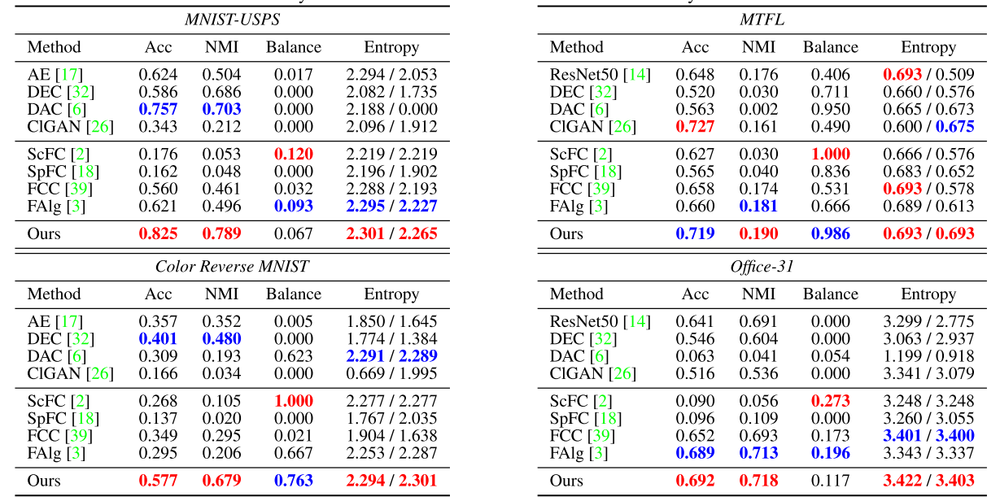 MNIST-USPS
Method Acc NMI Balance Entropy
AE [17] 0.624 0.504 0.017 2.294 / 2.053
DEC [32] 0.586 0.686 0.000 2.082 / 1.735
DAC [6] 0.757 0.703 0.000 2.188 / 0.000
ClGAN [26] 0.343 0.212 0.000 2.096 / 1.912
ScFC [2] 0.176 0.053 0.120 2.219 / 2.219
SpFC [18] 0.162 0.048 0.000 2.196 / 1.902
FCC [39] 0.560 0.461 0.032 2.288 / 2.193
FAlg [3] 0.621 0.496 0.093 2.295 / 2.227
Ours 0.825 0.789 0.067 2.301 / 2.265
Color Reverse MNIST
Method Acc NMI Balance Entropy
AE [17] 0.357 0.352 0.005 1.850 / 1.645
DEC [32] 0.401 0.480 0.000 1.774 / 1.384
DAC [6] 0.309 0.193 0.623 2.291 / 2.289
ClGAN [26] 0.166 0.034 0.000 0.669 / 1.995
ScFC [2] 0.268 0.105 1.000 2.277 / 2.277
SpFC [18] 0.137 0.020 0.000 1.767 / 2.035
FCC [39] 0.349 0.295 0.021 1.904 / 1.638
FAlg [3] 0.295 0.206 0.667 2.253 / 2.287
Ours 0.577 0.679 0.763 2.294 / 2.301
MTFL
Method Acc NMI Balance Entropy
ResNet50 [14] 0.648 0.176 0.406 0.693 / 0.509
DEC [32] 0.520 0.030 0.711 0.660 / 0.576
DAC [6] 0.563 0.002 0.950 0.665 / 0.673
ClGAN [26] 0.727 0.161 0.490 0.600 / 0.675
ScFC [2] 0.627 0.030 1.000 0.666 / 0.576
SpFC [18] 0.565 0.040 0.836 0.683 / 0.652
FCC [39] 0.658 0.174 0.531 0.693 / 0.578
FAlg [3] 0.660 0.181 0.666 0.689 / 0.613
Ours 0.719 0.190 0.986 0.693 / 0.693
Office-31
Method Acc NMI Balance Entropy
ResNet50 [14] 0.641 0.691 0.000 3.299 / 2.775
DEC [32] 0.546 0.604 0.000 3.063 / 2.937
DAC [6] 0.063 0.041 0.054 1.199 / 0.918
ClGAN [26] 0.516 0.536 0.000 3.341 / 3.079
ScFC [2] 0.090 0.056 0.273 3.248 / 3.248
SpFC [18] 0.096 0.109 0.000 3.260 / 3.055
FCC [39] 0.652 0.693 0.173 3.401 / 3.400
FAlg [3] 0.689 0.713 0.196 3.343 / 3.337
Ours 0.692 0.718 0.117 3.422 / 3.403